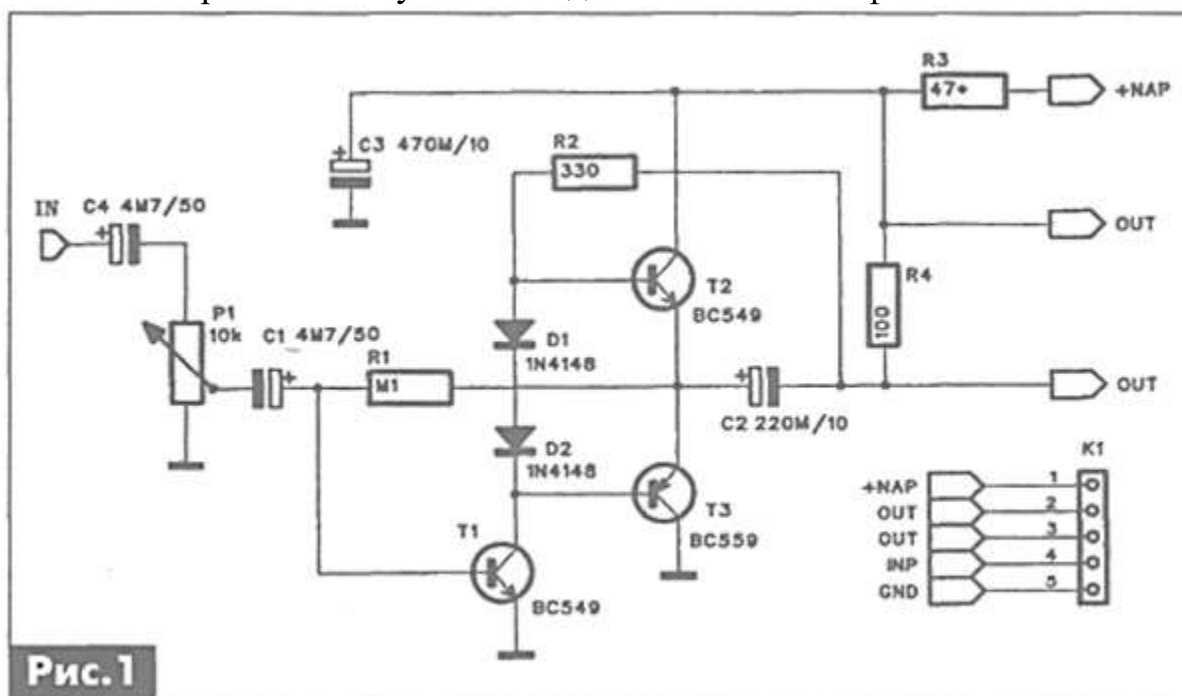 R3
47*
+NAP
C3 470M/10
R2
330
IN
C4 4M7/50
OUT
P1
10k
T2
BC549
R4
100
C1 4M7/50
D1
1N4148
R1
M1
OUT
C2 220M/10
D2
1N4148
K1
+NAP 1
OUT 2
OUT 3
INP 4
GND 5
T3
BC559
T1
BC549
Рис.1